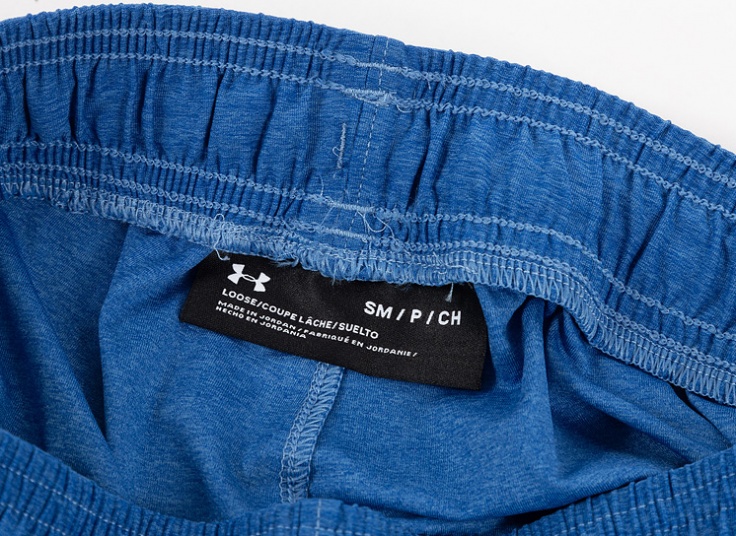 LOOSE/COUPE LÂCHE/SUELTO
SM / P / CH
MADE IN JORDAN / FABRIQUÉ EN JORDANIE /
HECHO EN JORDANIA